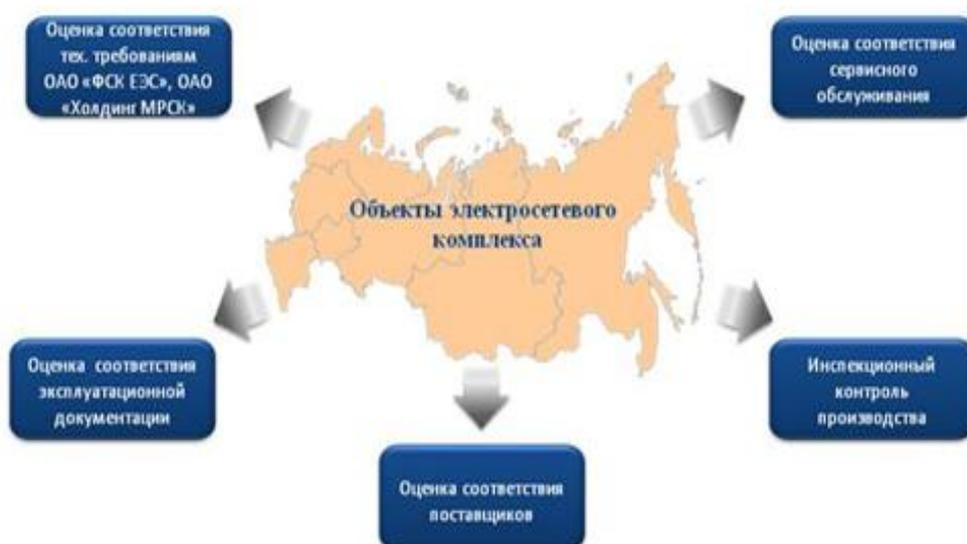 Оценка соответствия
тех. требованиям
ОАО «ФСК ЕЭС», ОАО
«Холдинг МРСК»
Оценка соответствия
сервисного
обслуживания
Объекты электросетевого
комплекса
Оценка соответствия
эксплуатационной
документации
Инспекционный
контроль
производства
Оценка соответствия
поставщиков